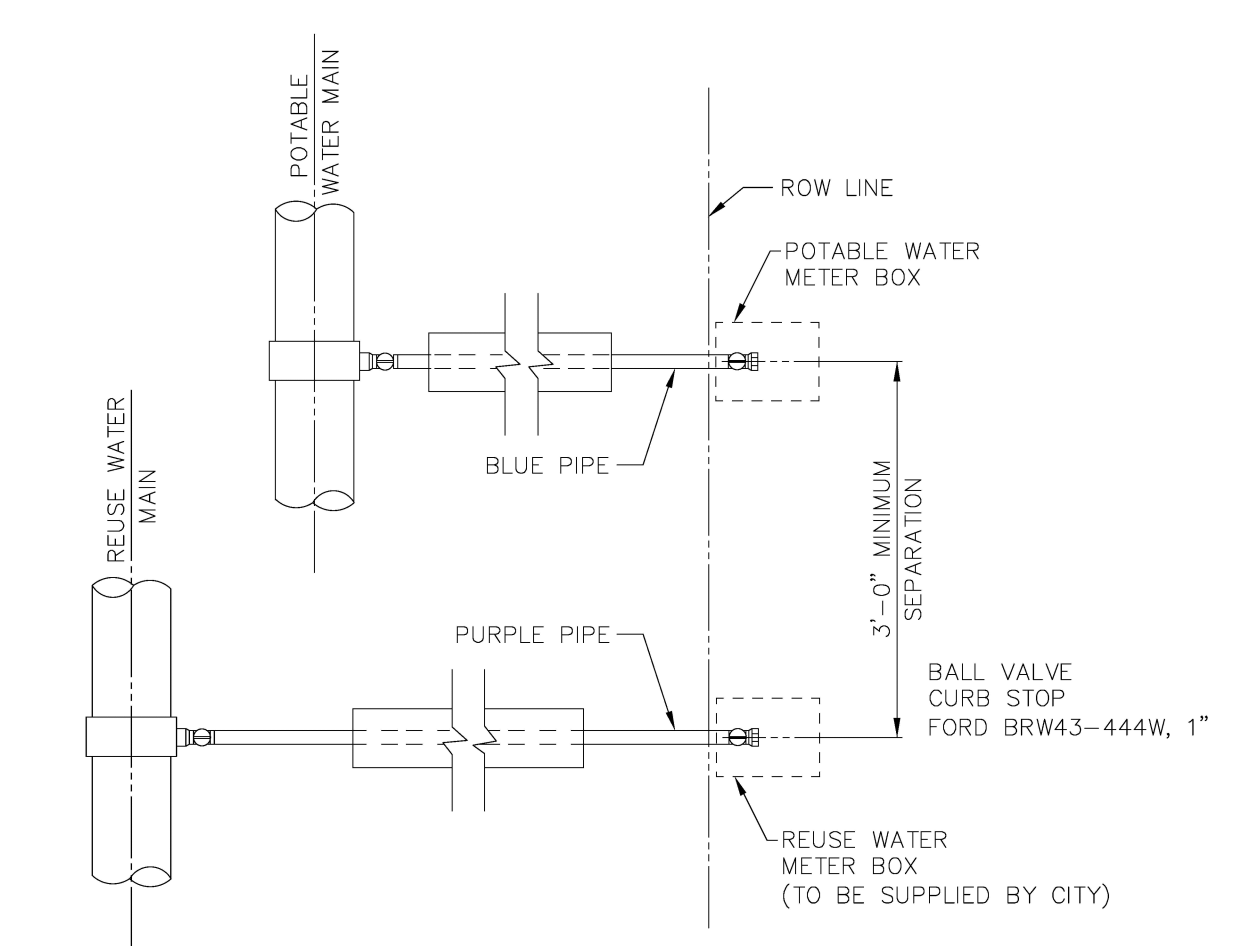 POTABLE
WATER MAIN
ROW LINE
POTABLE WATER
METER BOX
REUSE WATER
MAIN
BLUE PIPE
3'-0" MINIMUM
SEPARATION
PURPLE PIPE
BALL VALVE
CURB STOP
FORD BRW43-444W, 1"
REUSE WATER
METER BOX
(TO BE SUPPLIED BY CITY)